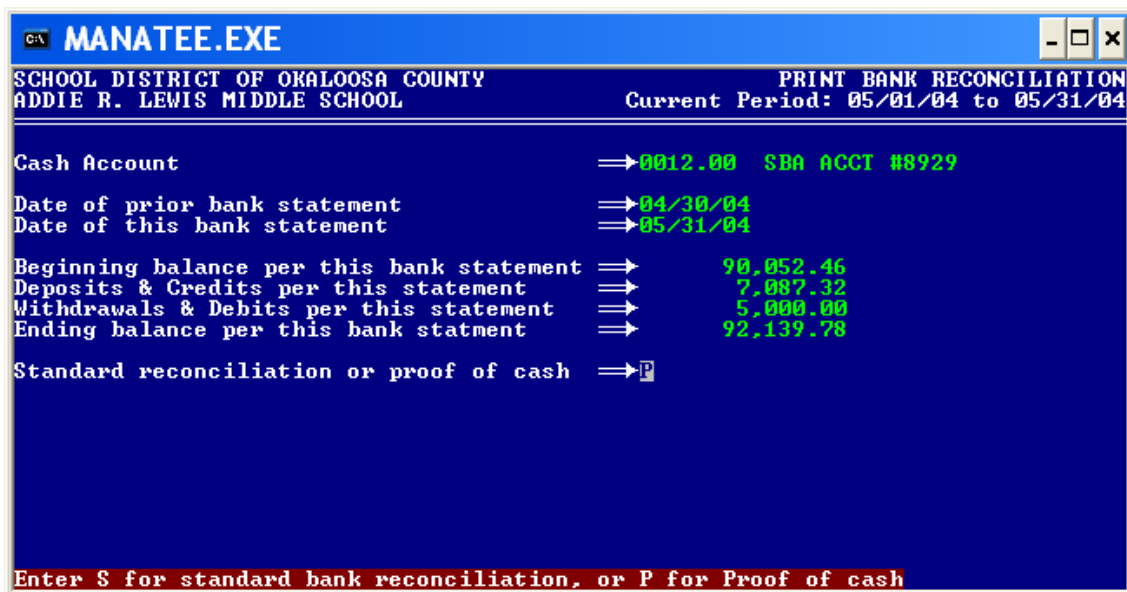 MANATEE.EXE
SCHOOL DISTRICT OF OKALOOSA COUNTY PRINT BANK RECONCILIATION
ADDIE R. LEWIS MIDDLE SCHOOL Current Period: 05/01/04 to 05/31/04
Cash Account ⇒0012.00 SBA ACCT #8929
Date of prior bank statement ⇒04/30/04
Date of this bank statement ⇒05/31/04
Beginning balance per this bank statement ⇒ 90,052.46
Deposits & Credits per this statement ⇒ 7,087.32
Withdrawals & Debits per this statement ⇒ 5,000.00
Ending balance per this bank statment ⇒ 92,139.78
Standard reconciliation or proof of cash ⇒P
Enter S for standard bank reconciliation, or P for Proof of cash